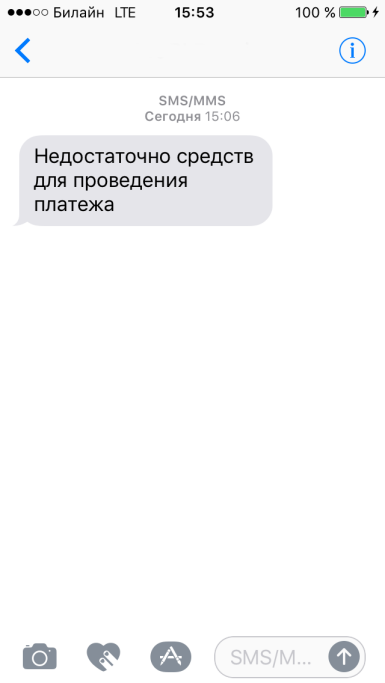 Билайн LTE 15:53 100 %
SMS/MMS
Сегодня 15:06
Недостаточно средств
для проведения
платежа
SMS/M...